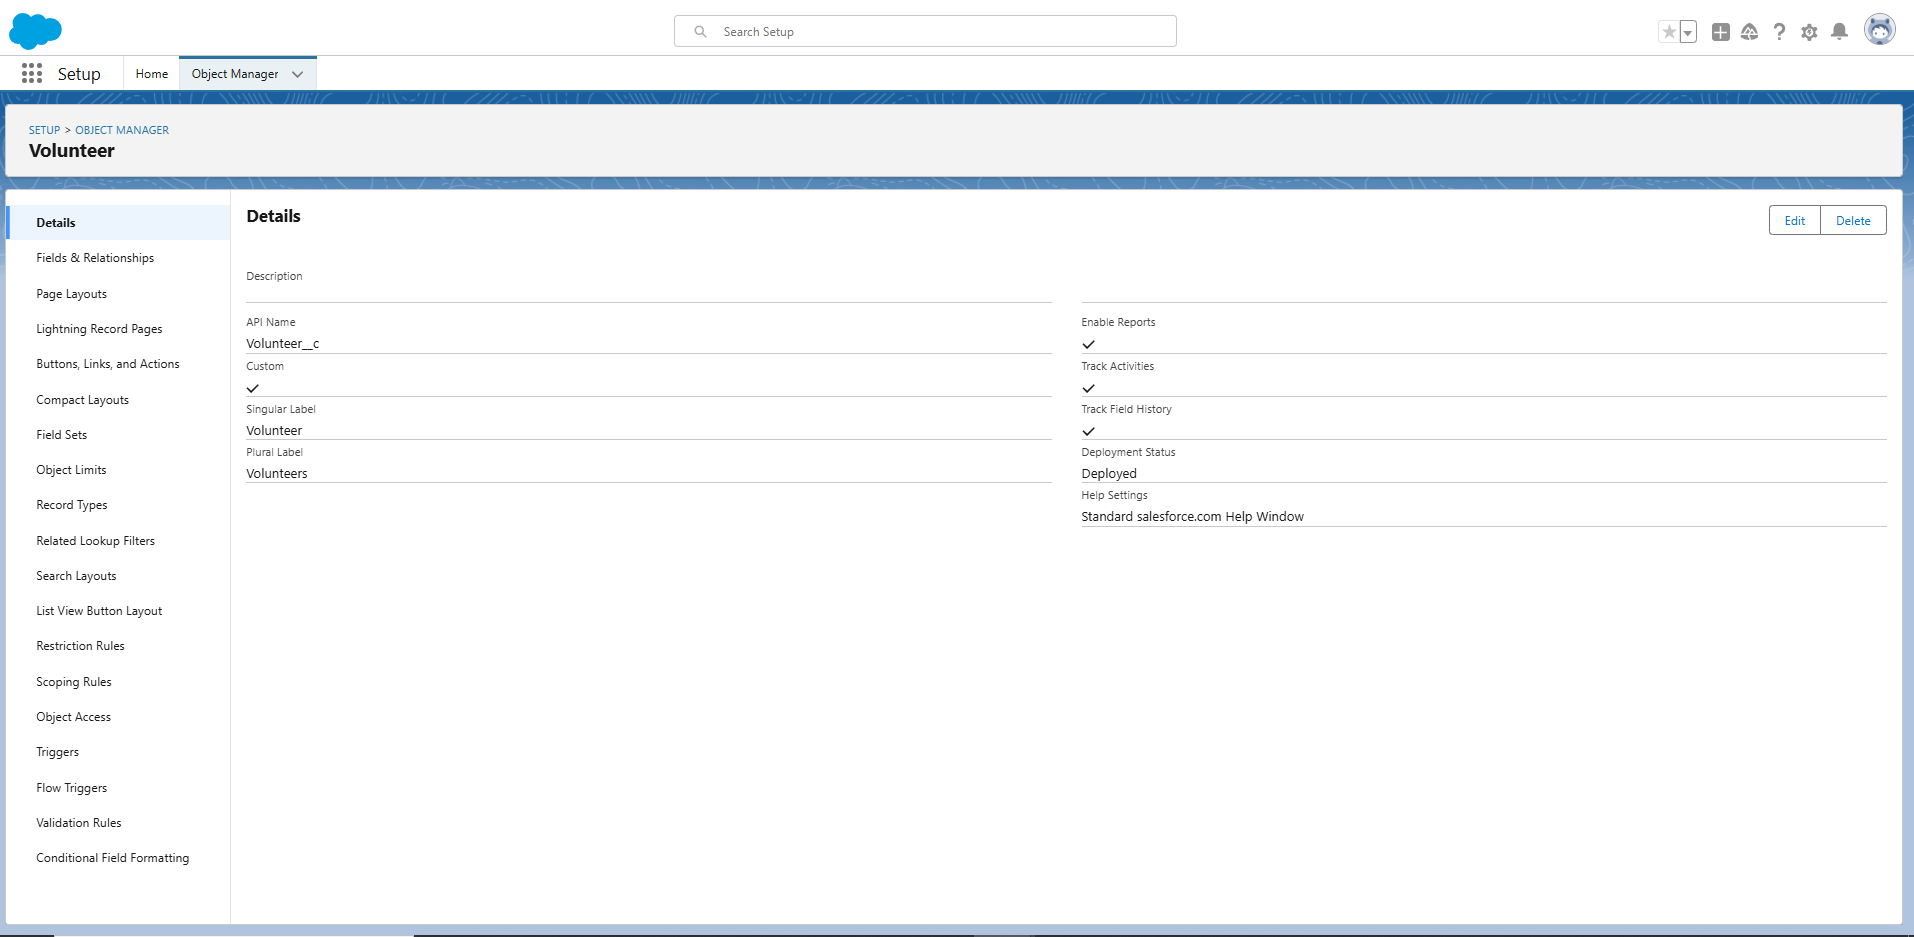 Search Setup
Setup
Home
Object Manager
SETUP > OBJECT MANAGER
Volunteer
Details
Fields & Relationships
Page Layouts
Lightning Record Pages
Buttons, Links, and Actions
Compact Layouts
Field Sets
Object Limits
Record Types
Related Lookup Filters
Search Layouts
List View Button Layout
Restriction Rules
Scoping Rules
Object Access
Triggers
Flow Triggers
Validation Rules
Conditional Field Formatting
Details
Edit
Delete
Description
API Name
Volunteer__c
Custom
Singular Label
Volunteer
Plural Label
Volunteers
Enable Reports
Track Activities
Track Field History
Deployment Status
Deployed
Help Settings
Standard salesforce.com Help Window